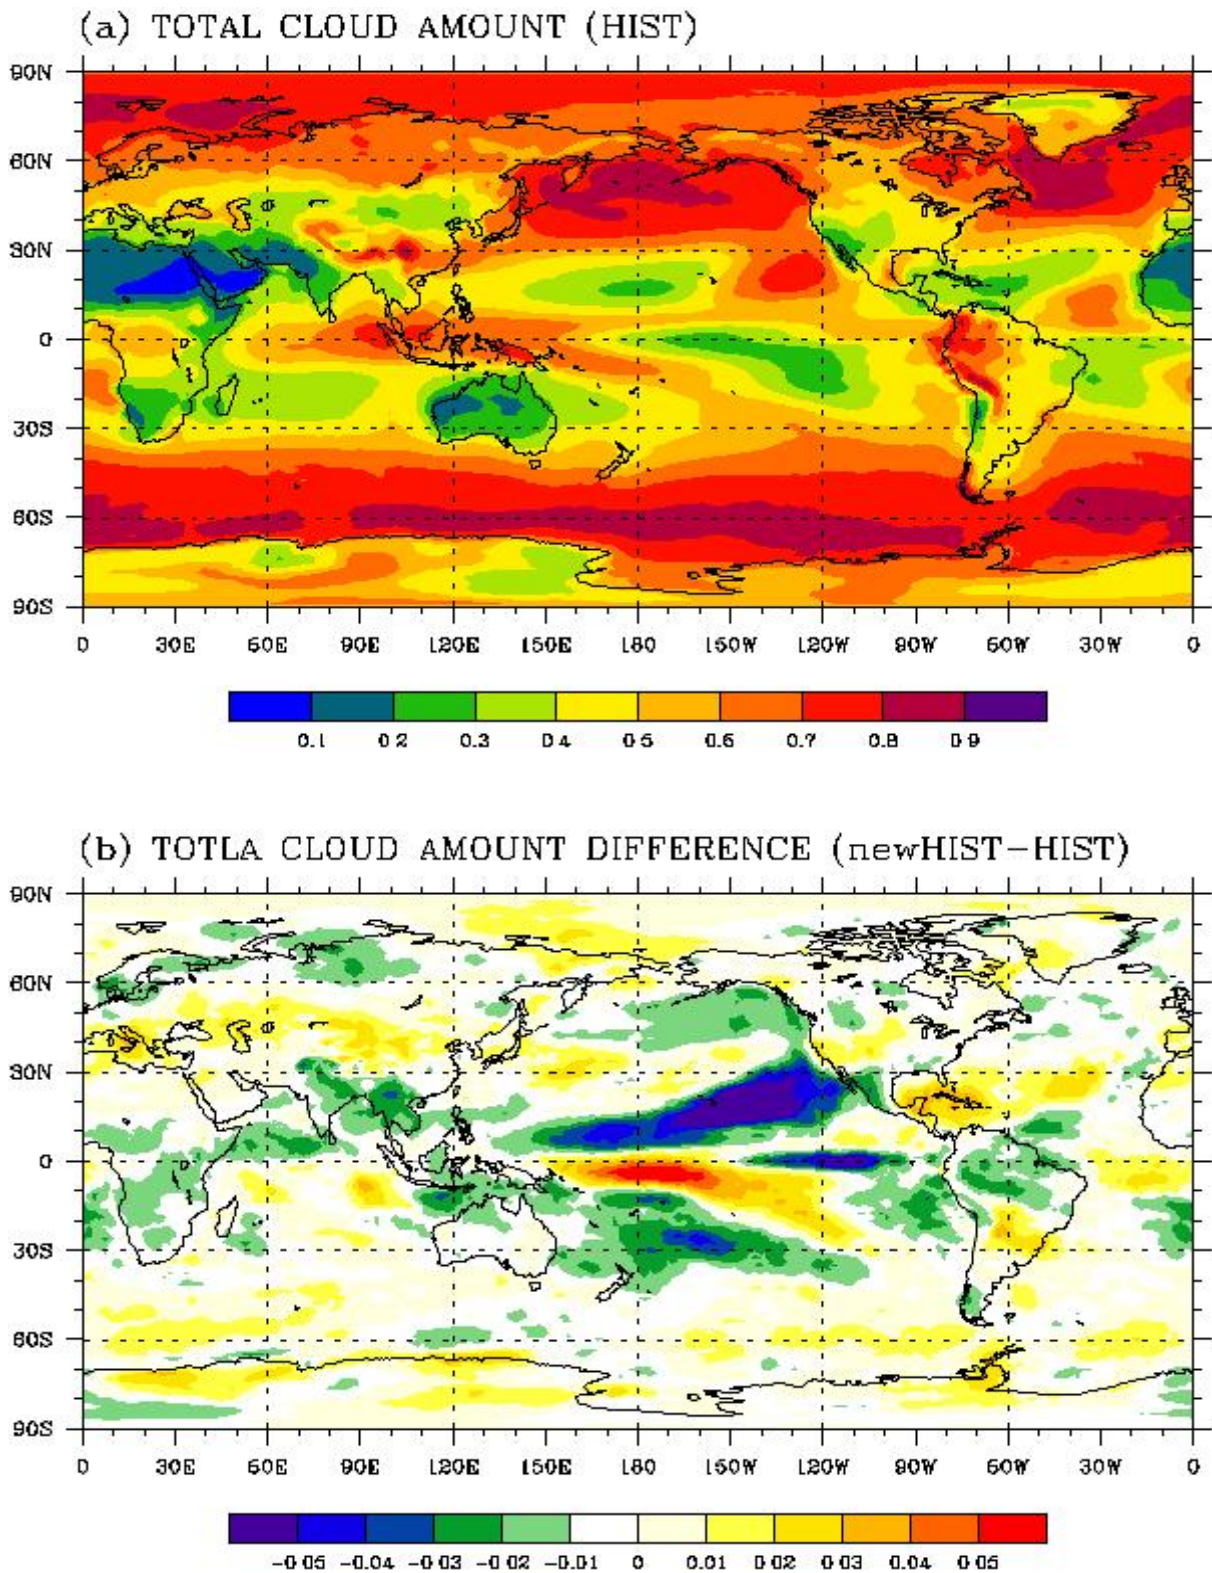 (a) TOTAL CLOUD AMOUNT (HIST)
90N
60N
30N
0
30S
60S
90S
0 30E 60E 90E 120E 150E 180 150W 120W 90W 60W 30W 0
0.1 0.2 0.3 0.4 0.5 0.6 0.7 0.8 0.9
(b) TOTLA CLOUD AMOUNT DIFFERENCE (newHIST-HIST)
90N
60N
30N
0
30S
60S
90S
0 30E 60E 90E 120E 150E 180 150W 120W 90W 60W 30W 0
-0.05 -0.04 -0.03 -0.02 -0.01 0 0.01 0.02 0.03 0.04 0.05